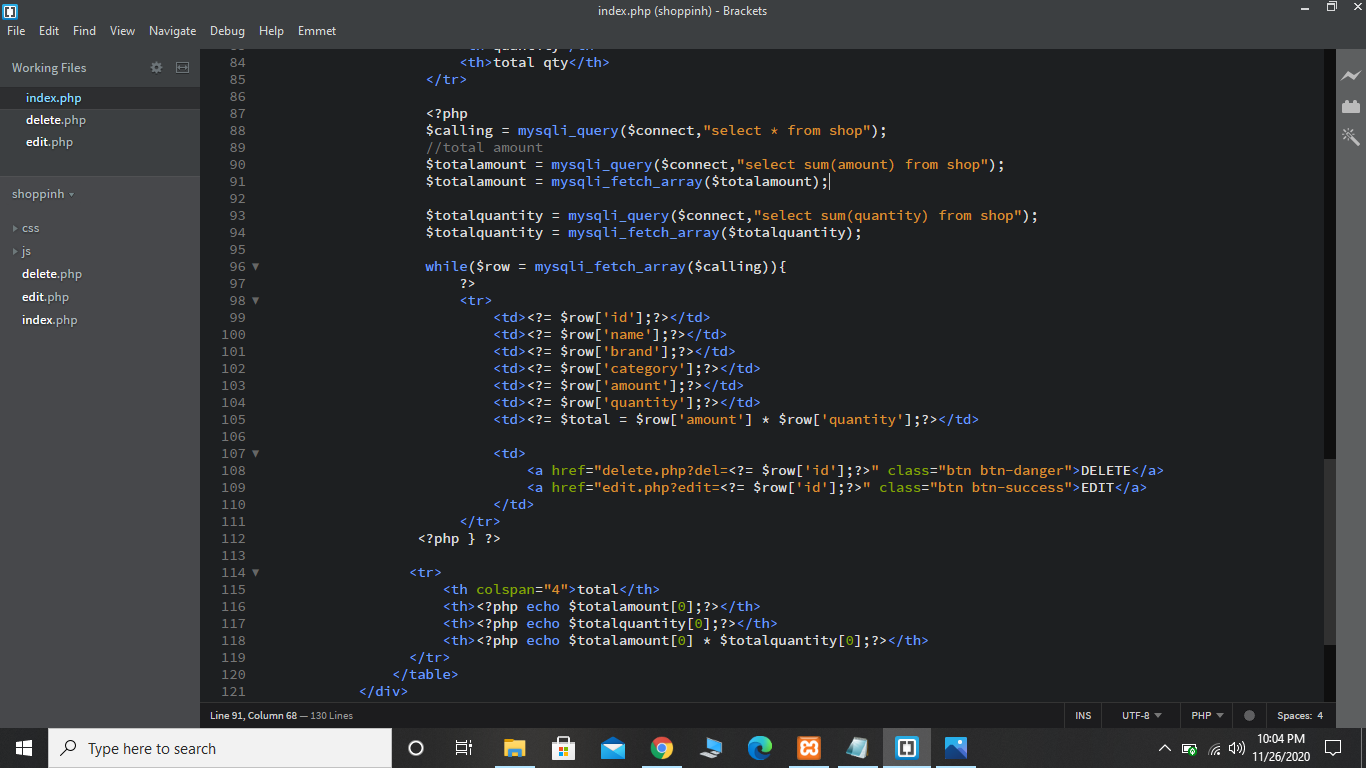 index.php (shoppinh) - Brackets
File Edit Find View Navigate Debug Help Emmet
Working Files
index.php
delete.php
edit.php
shoppinh
css
js
delete.php
edit.php
index.php
84 <th>total qty</th>
85 </tr>
86
87 <?php
88 $calling = mysqli_query($connect,"select * from shop");
89 //total amount
90 $totalamount = mysqli_query($connect,"select sum(amount) from shop");
91 $totalamount = mysqli_fetch_array($totalamount);
92
93 $totalquantity = mysqli_query($connect,"select sum(quantity) from shop");
94 $totalquantity = mysqli_fetch_array($totalquantity);
95
96 while($row = mysqli_fetch_array($calling)){
97 ?>
98 <tr>
99 <td><?= $row['id'];?></td>
100 <td><?= $row['name'];?></td>
101 <td><?= $row['brand'];?></td>
102 <td><?= $row['category'];?></td>
103 <td><?= $row['amount'];?></td>
104 <td><?= $row['quantity'];?></td>
105 <td><?= $total = $row['amount'] * $row['quantity'];?></td>
106
107 <td>
108 <a href="delete.php?del=<?= $row['id'];?>" class="btn btn-danger">DELETE</a>
109 <a href="edit.php?edit=<?= $row['id'];?>" class="btn btn-success">EDIT</a>
110 </td>
111 </tr>
112 <?php } ?>
113
114 <tr>
115 <th colspan="4">total</th>
116 <th><?php echo $totalamount[0];?></th>
117 <th><?php echo $totalquantity[0];?></th>
118 <th><?php echo $totalamount[0] * $totalquantity[0];?></th>
119 </tr>
120 </table>
121 </div>
Line 91, Column 68 — 130 Lines
INS UTF-8 PHP Spaces: 4
Type here to search
10:04 PM
11/26/2020